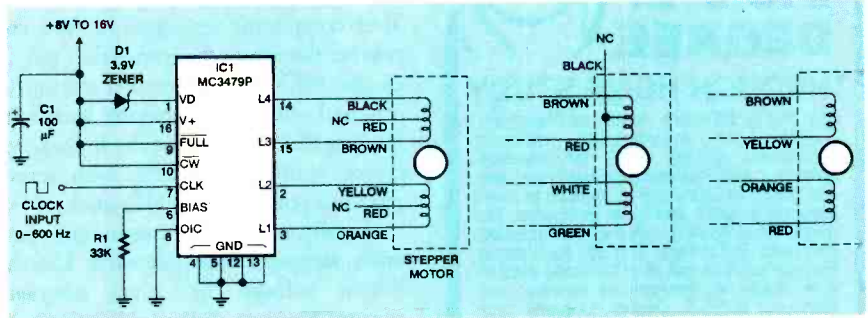 +8V TO 16V
D1
3.9V
ZENER
C1
100
µF
+
IC1
MC3479P
VD
V+
FULL
CW
CLK
BIAS
OIC
GND
L4
L3
L2
L1
1
16
9
10
7
6
8
4 5 12 13
14
15
2
3
CLOCK
INPUT
0–600 Hz
R1
33K
BLACK
NC RED
BROWN
YELLOW
NC RED
ORANGE
STEPPER
MOTOR
NC
BLACK
BROWN
RED
WHITE
GREEN
BROWN
YELLOW
ORANGE
RED